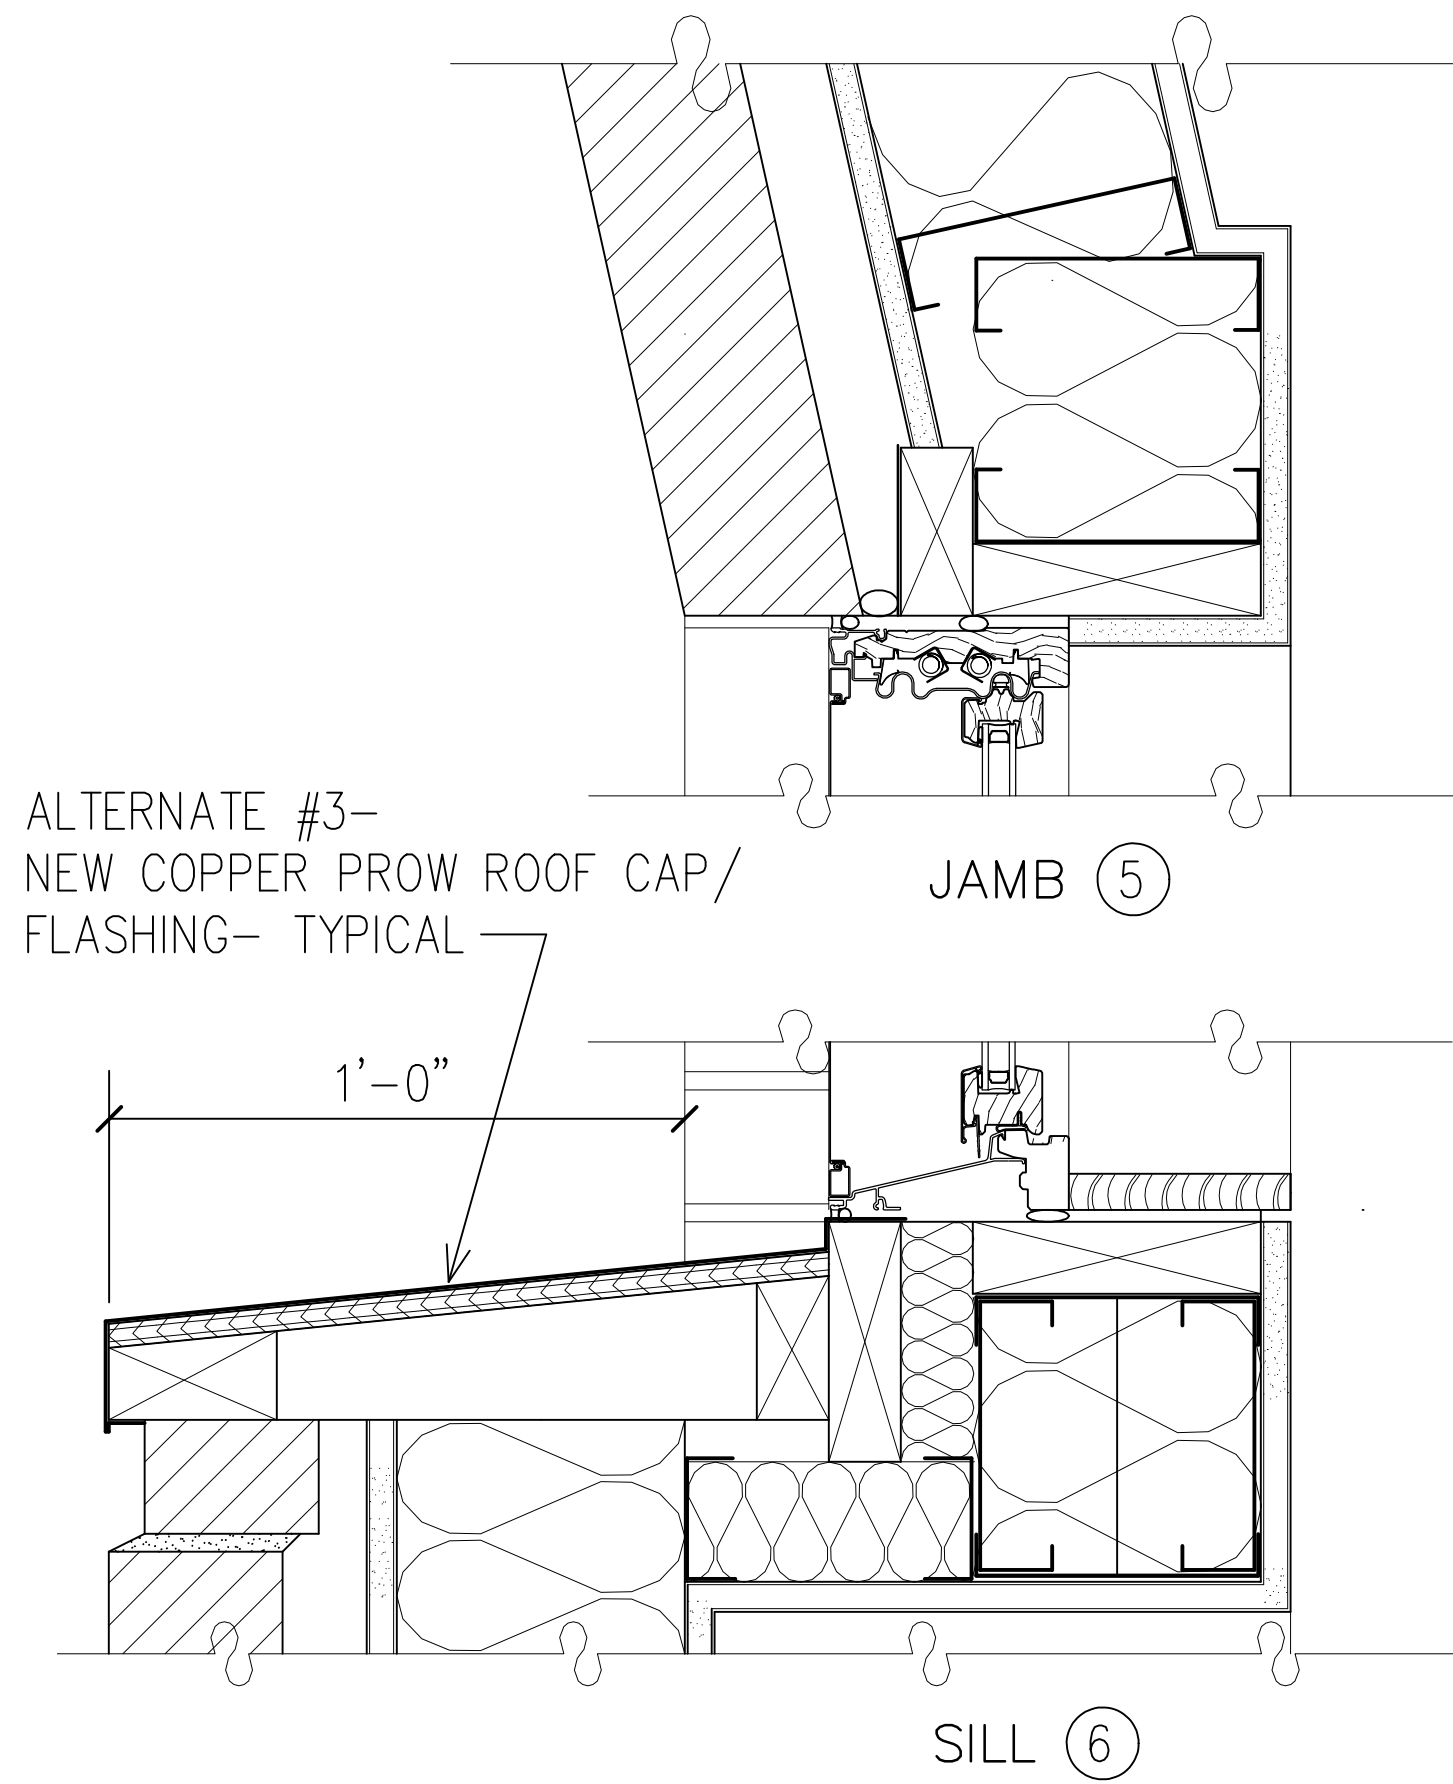 ALTERNATE #3-
NEW COPPER PROW ROOF CAP/
FLASHING- TYPICAL
JAMB 5
1'-0"
SILL 6